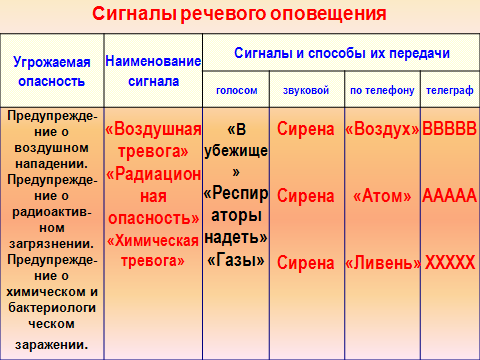 Сигналы речевого оповещения
Угрожаемая
опасность
Наименование
сигнала
Сигналы и способы их передачи
голосом
звуковой
по телефону
телеграф
Предупрежде-
ние о
воздушном
нападении.
Предупрежде-
ние о
радиоактив-
ном
загрязнении.
Предупрежде-
ние о
химическом и
бактериологи
ческом
заражении.
«Воздушная
тревога»
«Радиацион
ная
опасность»
«Химическая
тревога»
«В
убежище
»
«Респир
аторы
надеть»
«Газы»
Сирена
Сирена
Сирена
«Воздух»
«Атом»
«Ливень»
ВВВВВ
ААААА
ХХХХХ